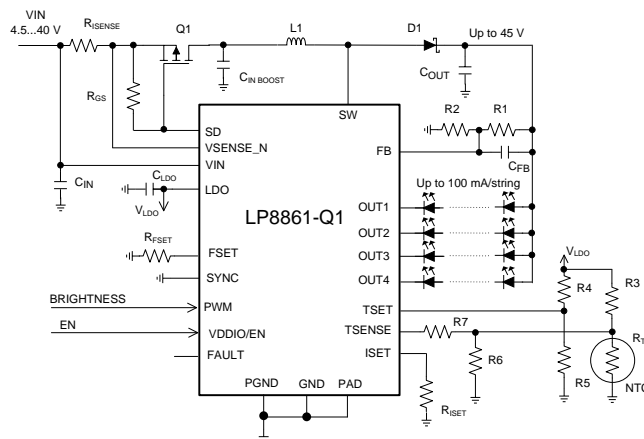 VIN
4.5...40 V
RISENSE
Q1
L1
D1
Up to 45 V
CIN BOOST
COUT
RGS
R2
R1
SD
SW
VSENSE_N
FB
VIN
CFB
CIN
CLDO
LDO
VLDO
Up to 100 mA/string
LP8861-Q1
OUT1
OUT2
OUT3
OUT4
RFSET
FSET
SYNC
VLDO
R4
R3
BRIGHTNESS
PWM
TSET
EN
VDDIO/EN
TSENSE
R7
FAULT
ISET
R6
R5
NTC
PGND
GND
PAD
RISET